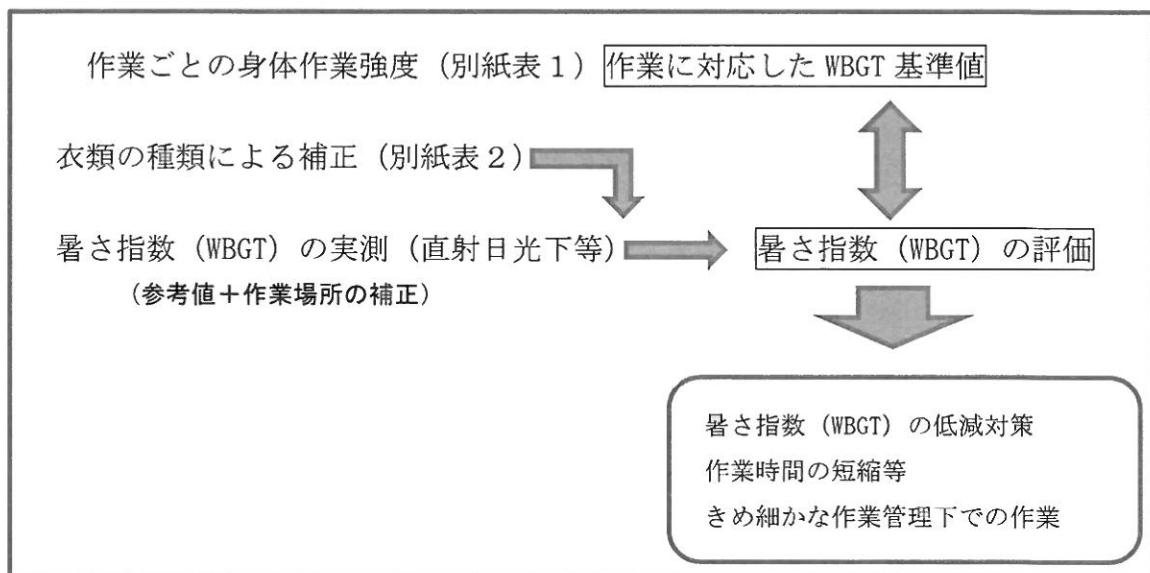 作業ごとの身体作業強度（別紙表１）作業に対応した WBGT 基準値
衣類の種類による補正（別紙表２）
暑さ指数（WBGT）の実測（直射日光下等）
暑さ指数（WBGT）の評価
（参考値＋作業場所の補正）
暑さ指数（WBGT）の低減対策
作業時間の短縮等
きめ細かな作業管理下での作業